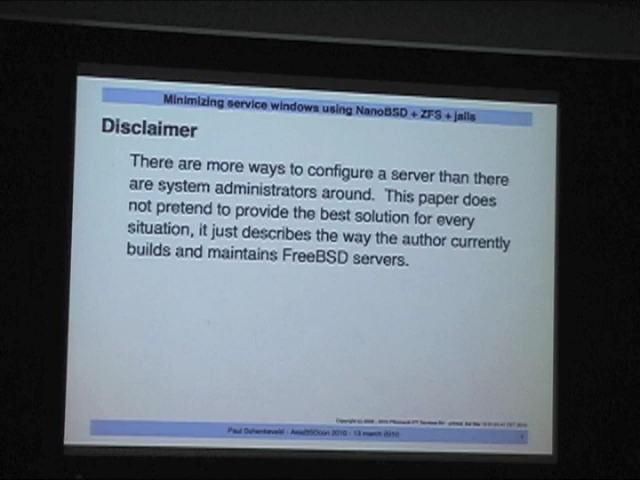 Minimizing service windows using NanoBSD + ZFS + jails
Disclaimer
There are more ways to configure a server than there
are system administrators around. This paper does
not pretend to provide the best solution for every
situation, it just describes the way the author currently
builds and maintains FreeBSD servers.
Paul Schenkeveld - AsiaBSDCon 2010 - 13 march 2010